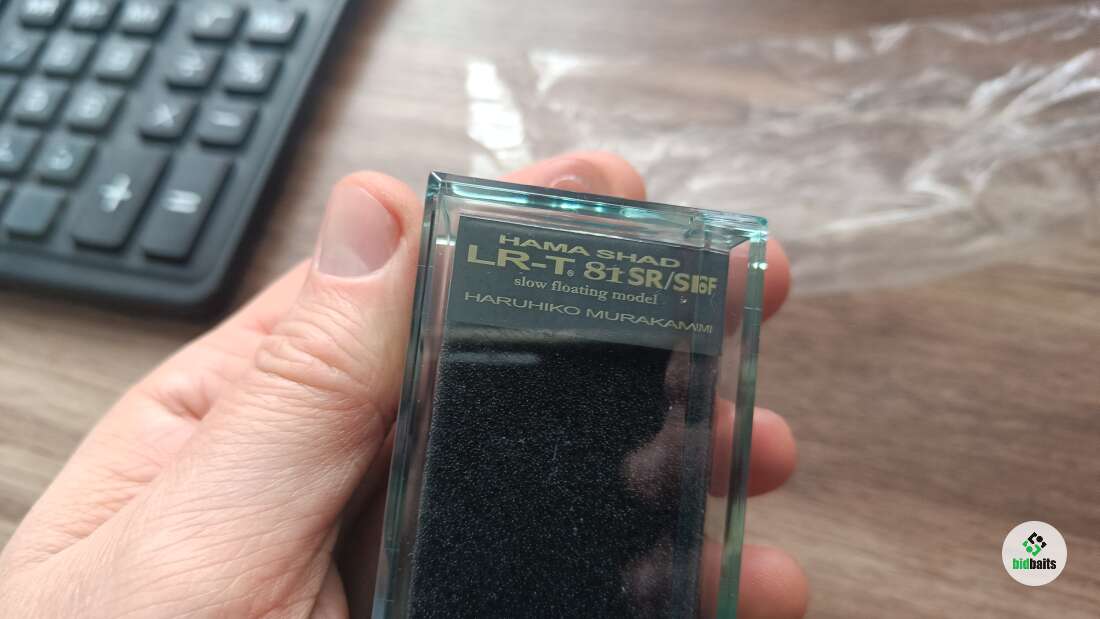 HAMA SHAD
LR-T® 81 SR/SF
slow floating model
HARUHIKO MURAKAMI
+
=
bidbaits